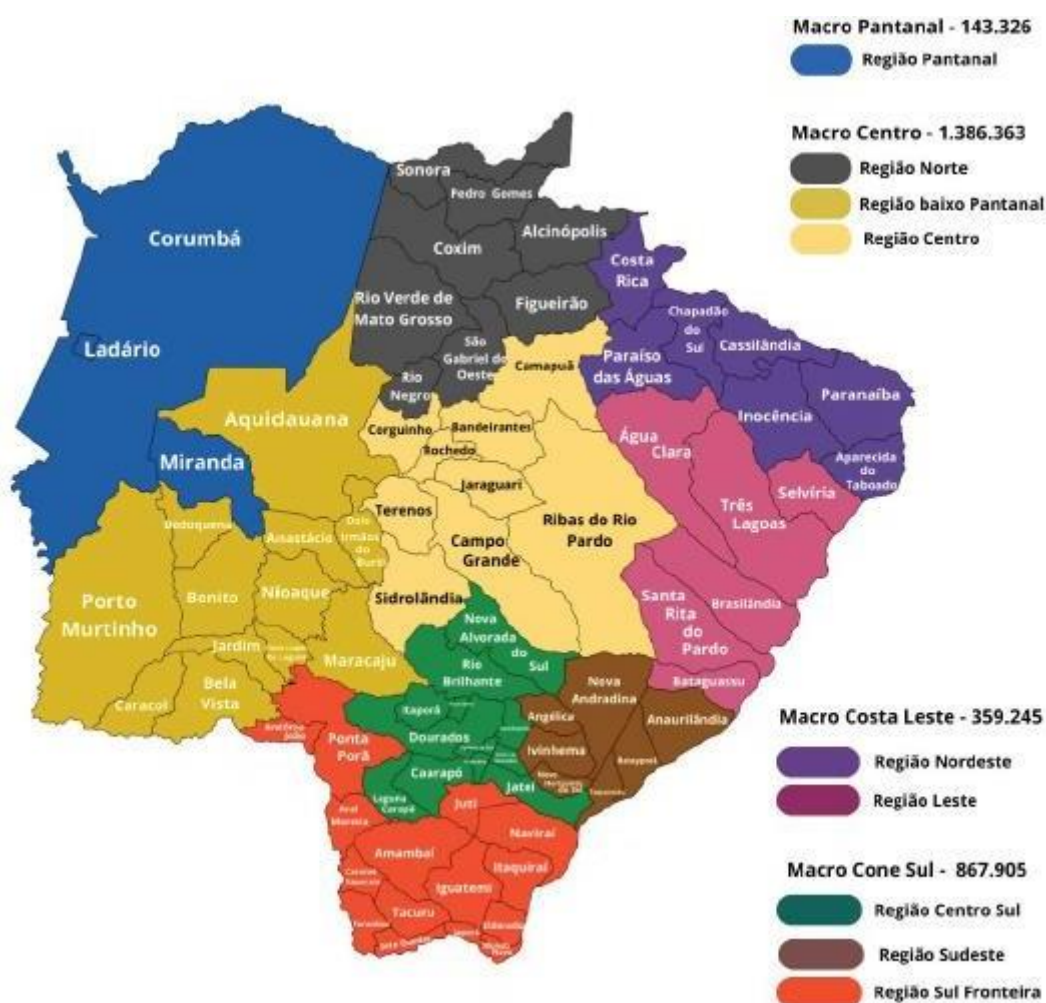 Macro Pantanal - 143.326
Região Pantanal
Macro Centro - 1.386.363
Região Norte
Região baixo Pantanal
Região Centro
Sonora
Pedro Gomes
Corumbá
Alcinópolis
Coxim
Costa
Rica
Rio Verde de
Mato Grosso
Figueirão
Chapadão
do
Sul
Cassilândia
Ladário
São
Gabriel do
Oeste
Camapuã
Paraíso
das Águas
Rio
Negro
Paranaíba
Aquidauana
Inocência
Corguinho
Bandeirantes
Água
Clara
Rochedo
Miranda
Aparecida
do
Taboado
Jaraguari
Selvíria
Três
Lagoas
Terenos
Ribas do Rio
Pardo
Anastácio
Dois
Irmãos
do
Buriti
Campo
Grande
Bonito
Nioaque
Sidrolândia
Porto
Murtinho
Santa
Rita
do
Pardo
Brasilândia
Nova
Alvorada
do
Sul
Jardim
Maracaju
Rio
Brilhante
Bela
Vista
Caracol
Bataguassu
Nova
Andradina
Itaporã
Angélica
Anaurilândia
Ponta
Porã
Dourados
Ivinhema
Caarapó
Jateí
Laguna
Carapã
Juti
Aral
Moreira
Naviraí
Amambaí
Itaquiraí
Iguatemi
Tacuru
Eldorado
Macro Costa Leste - 359.245
Região Nordeste
Região Leste
Macro Cone Sul - 867.905
Região Centro Sul
Região Sudeste
Região Sul Fronteira